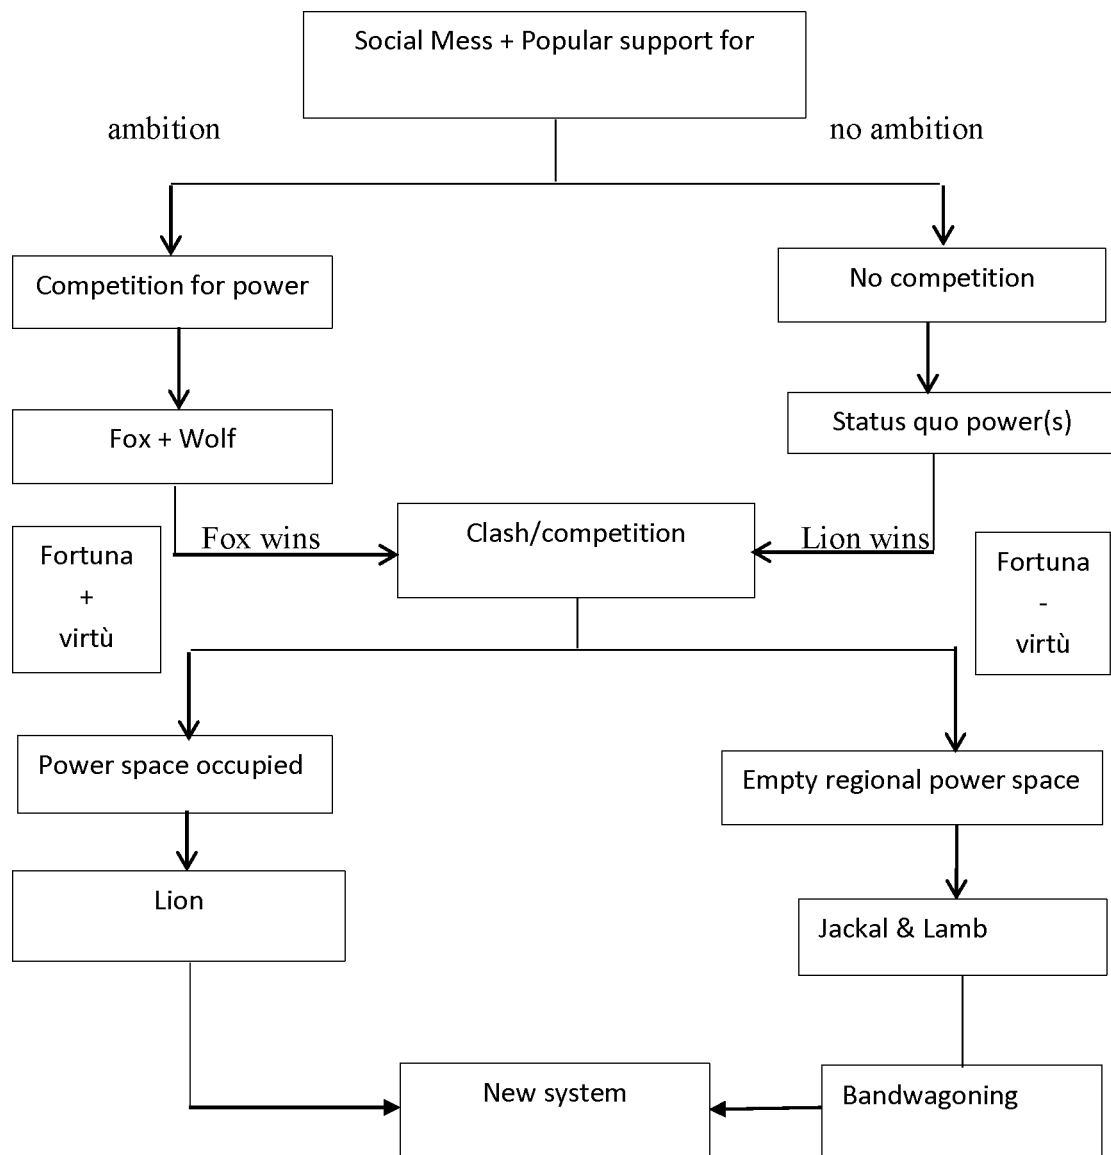 Social Mess + Popular support for
ambition
no ambition
Competition for power
No competition
Fox + Wolf
Status quo power(s)
Fortuna
+
virtù
Fox wins
Clash/competition
Lion wins
Fortuna
-
virtù
Power space occupied
Empty regional power space
Lion
Jackal & Lamb
New system
Bandwagoning